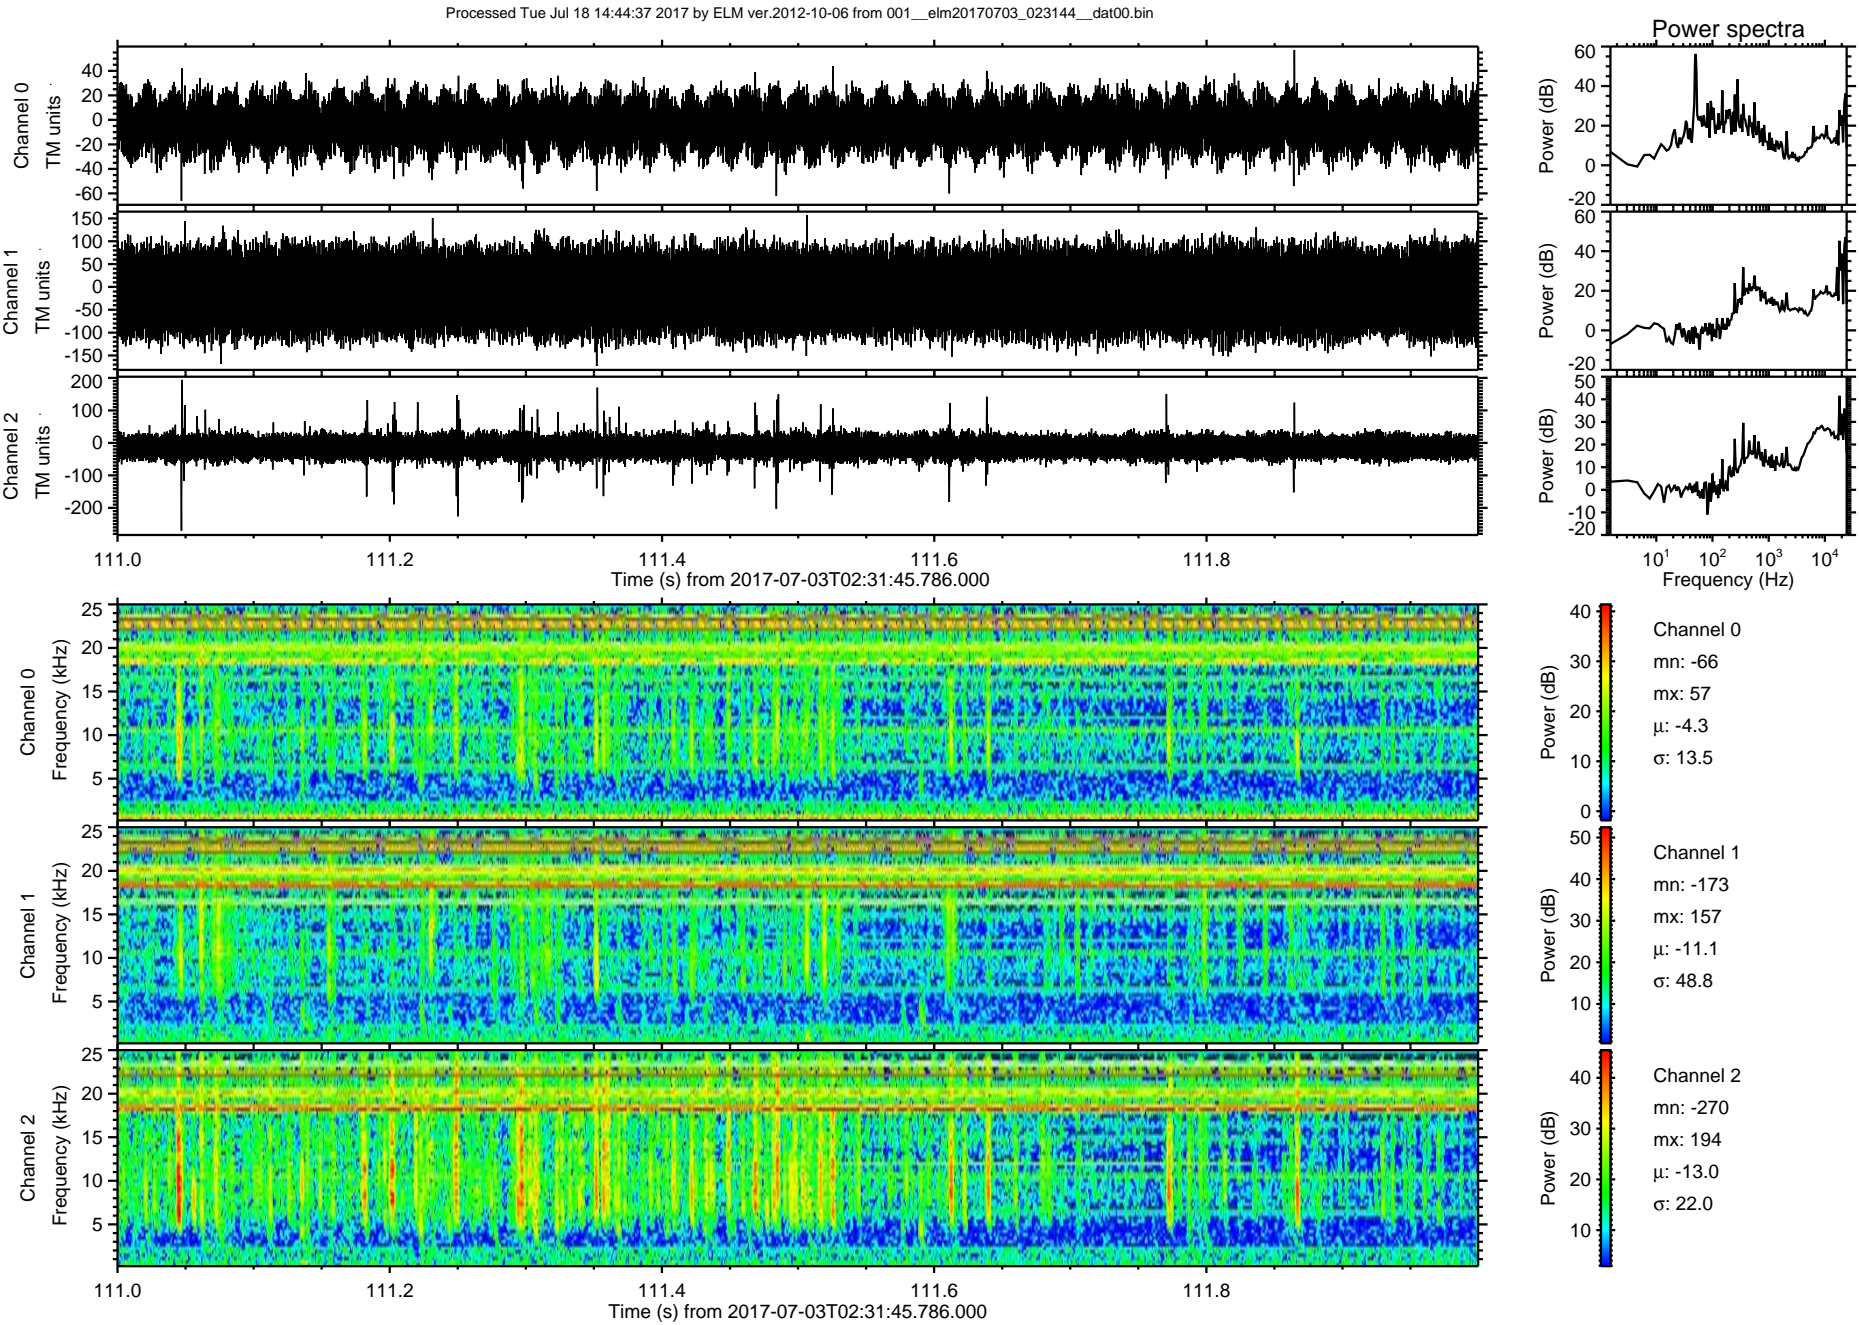 Processed Tue Jul 18 14:44:37 2017 by ELM ver.2012-10-06 from 001__elm20170703_023144__dat00.bin
Power spectra
Channel 0
TM units
40
20
0
-20
-40
-60
Power (dB)
60
40
20
0
-20
Channel 1
TM units
150
100
50
0
-50
-100
-150
Power (dB)
60
40
20
0
-20
Channel 2
TM units
200
100
0
-100
-200
Power (dB)
50
40
30
20
10
0
-10
-20
111.0 111.2 111.4 111.6 111.8
Time (s) from 2017-07-03T02:31:45.786.000
10¹ 10² 10³ 10⁴
Frequency (Hz)
Channel 0
Frequency (kHz)
25
20
15
10
5
Power (dB)
40
30
20
10
0
Channel 0
mn: -66
mx: 57
μ: -4.3
σ: 13.5
Channel 1
Frequency (kHz)
25
20
15
10
5
Power (dB)
50
40
30
20
10
Channel 1
mn: -173
mx: 157
μ: -11.1
σ: 48.8
Channel 2
Frequency (kHz)
25
20
15
10
5
Power (dB)
40
30
20
10
Channel 2
mn: -270
mx: 194
μ: -13.0
σ: 22.0
111.0 111.2 111.4 111.6 111.8
Time (s) from 2017-07-03T02:31:45.786.000